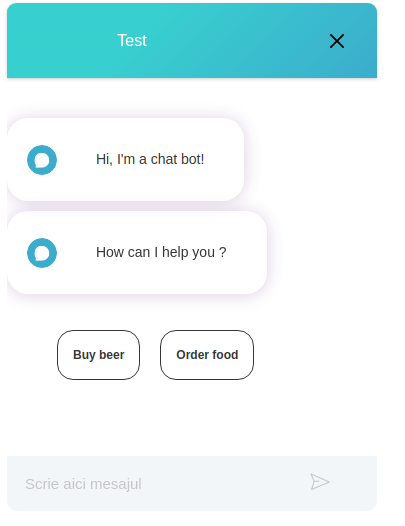 Test
Hi, I'm a chat bot!
How can I help you ?
Buy beer
Order food
Scrie aici mesajul